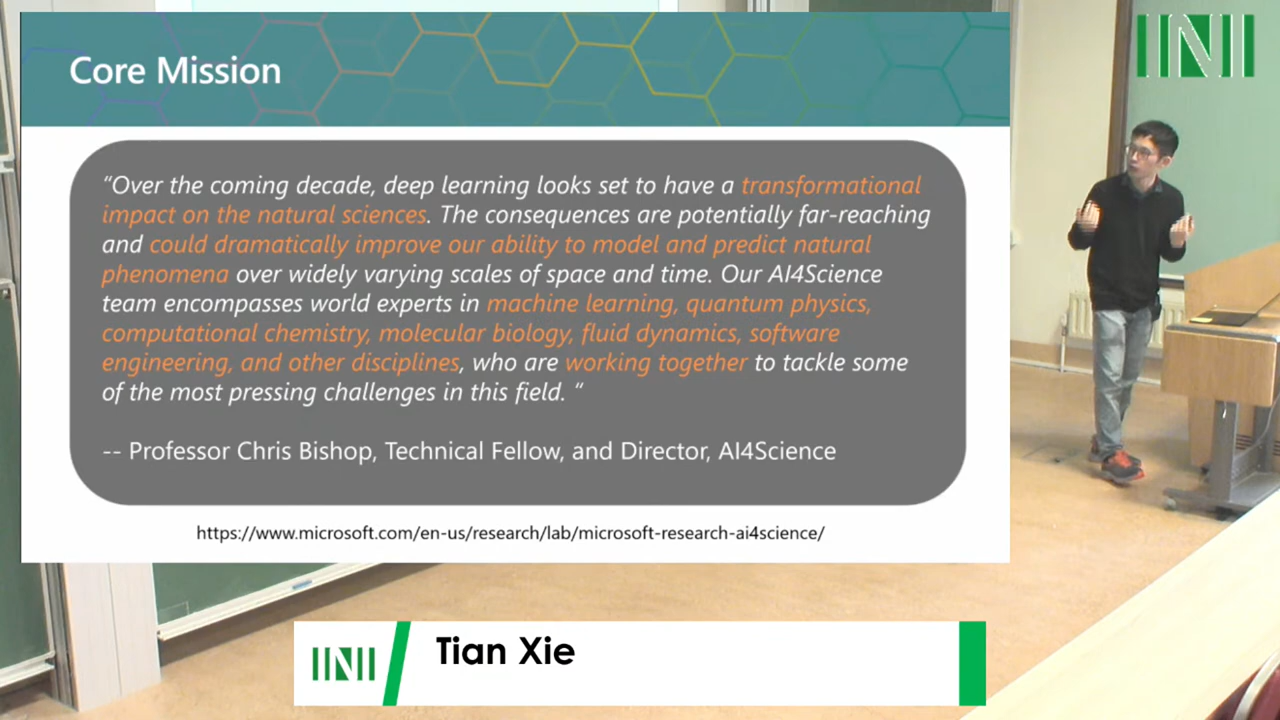 Core Mission
INI
“Over the coming decade, deep learning looks set to have a transformational
impact on the natural sciences. The consequences are potentially far-reaching
and could dramatically improve our ability to model and predict natural
phenomena over widely varying scales of space and time. Our AI4Science
team encompasses world experts in machine learning, quantum physics,
computational chemistry, molecular biology, fluid dynamics, software
engineering, and other disciplines, who are working together to tackle some
of the most pressing challenges in this field. “
-- Professor Chris Bishop, Technical Fellow, and Director, AI4Science
https://www.microsoft.com/en-us/research/lab/microsoft-research-ai4science/
INI
Tian Xie